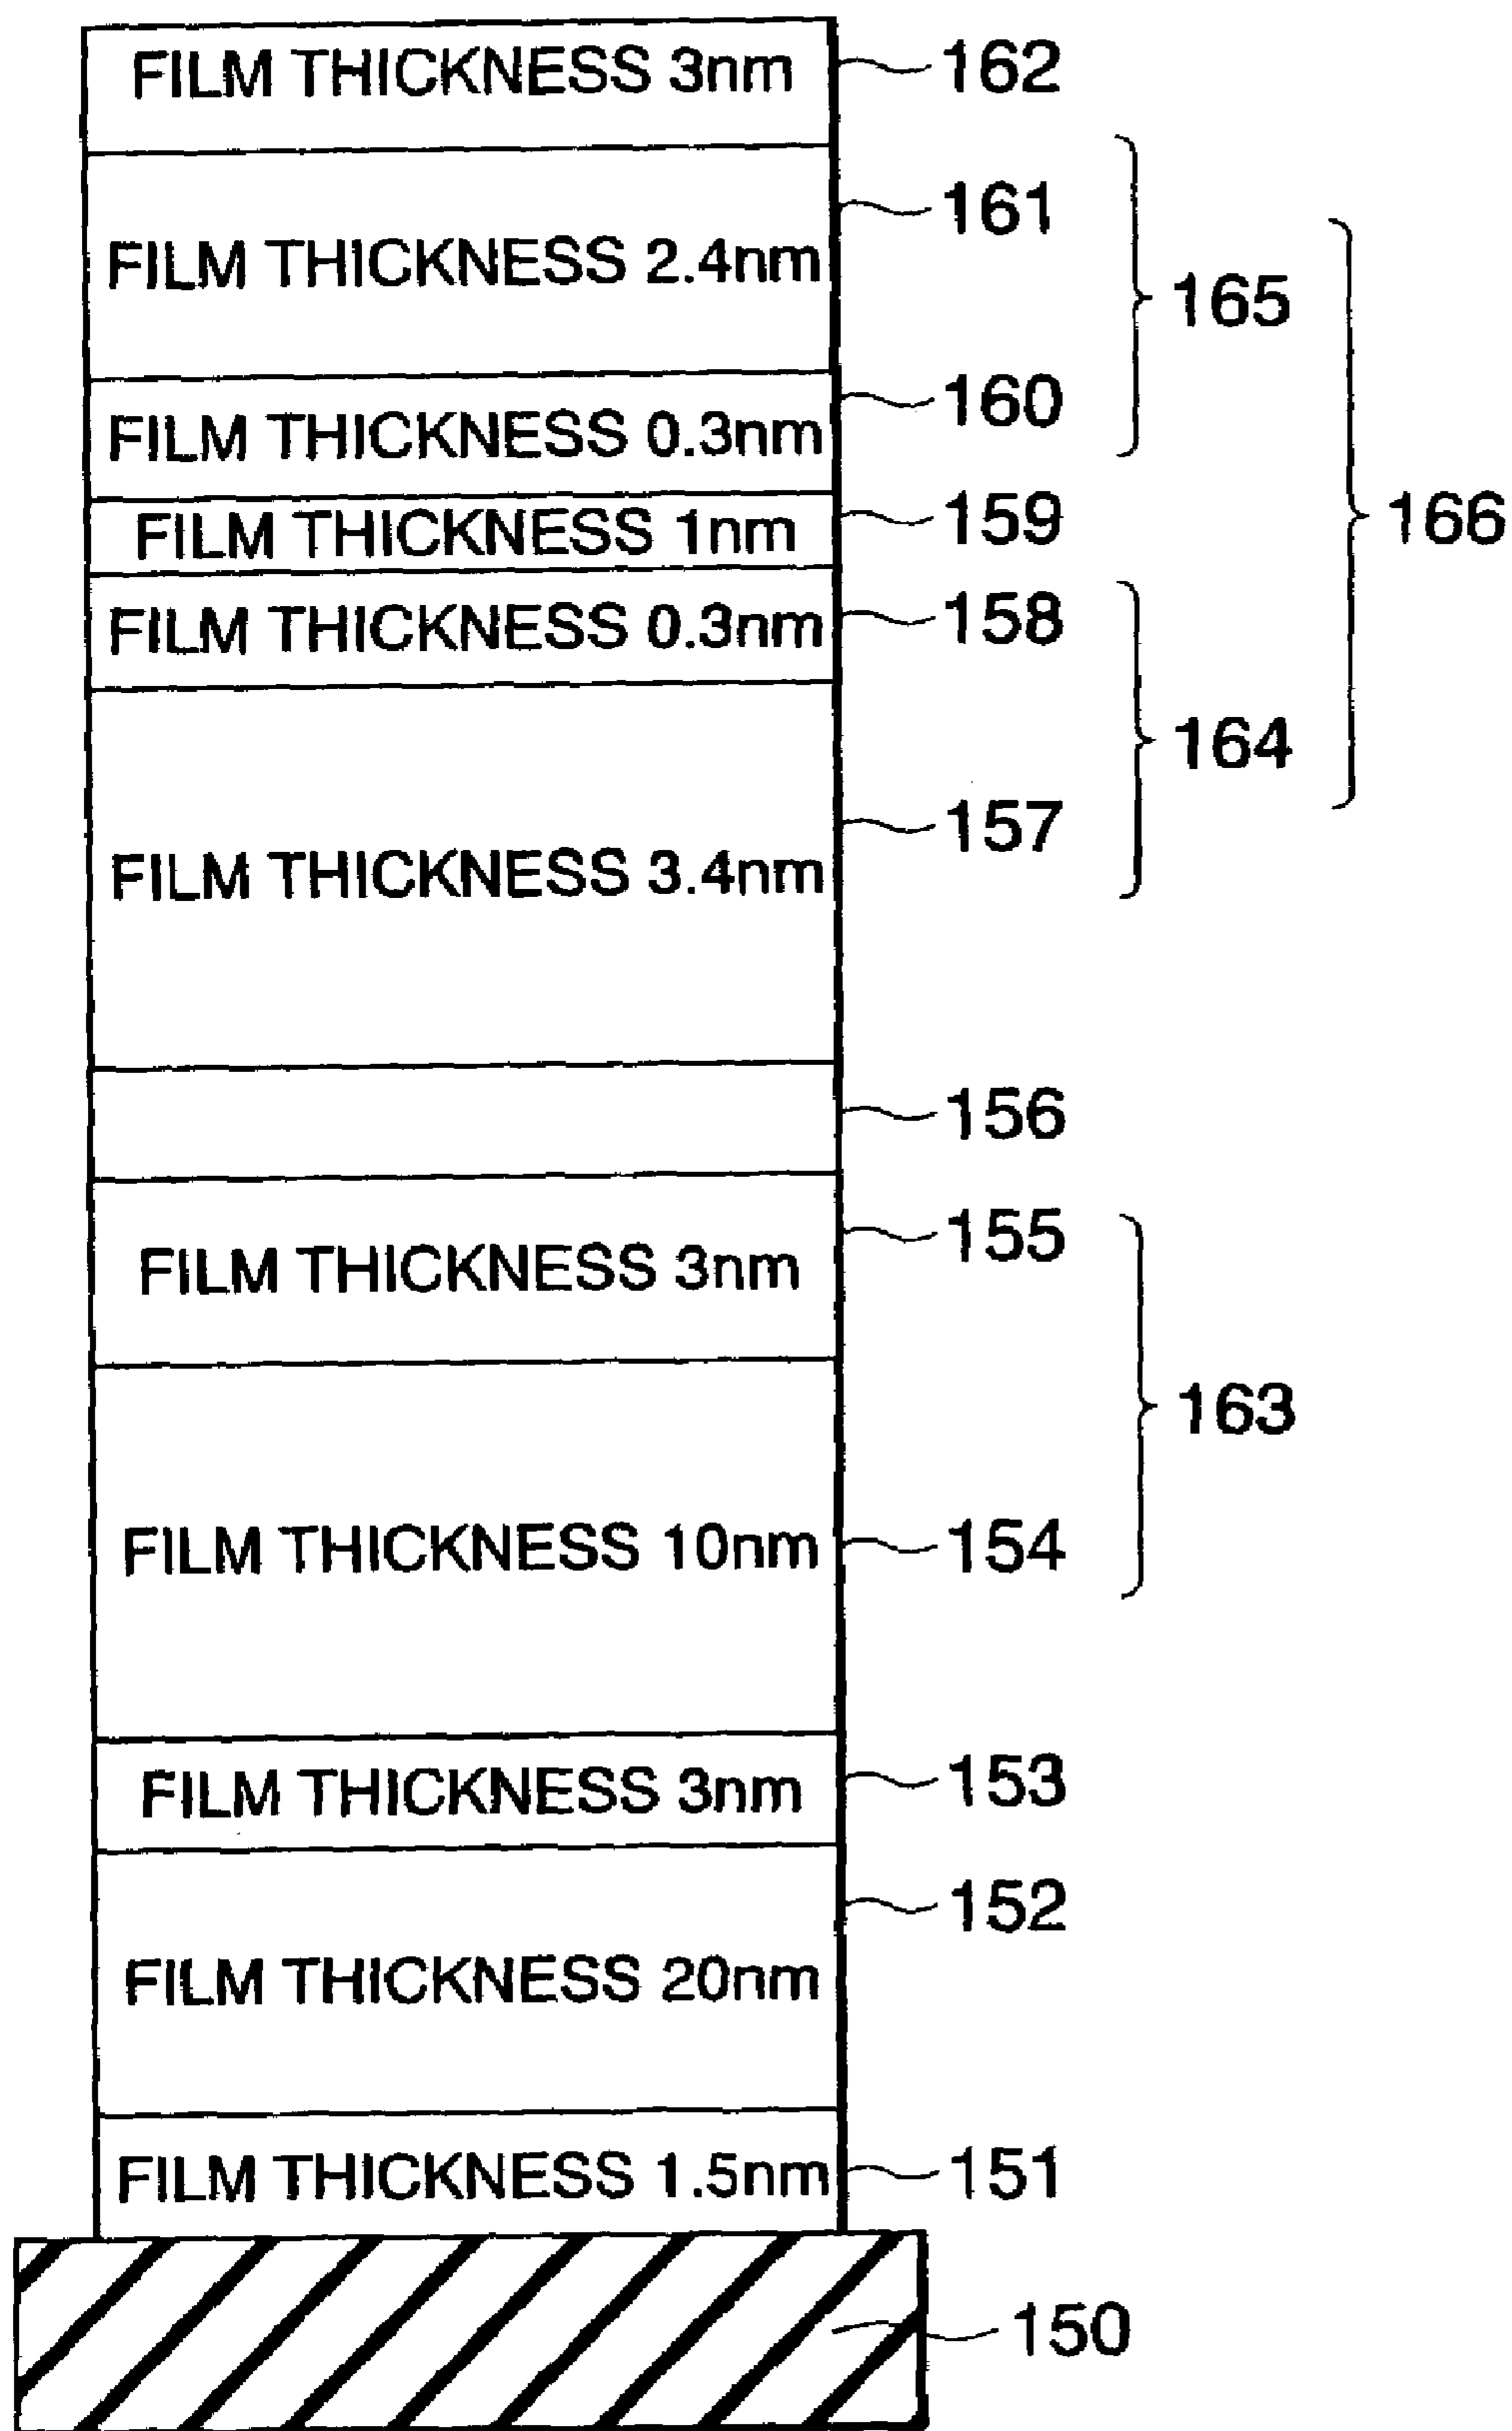 FILM THICKNESS 3nm 162
161
FILM THICKNESS 2.4nm
165
160
FILM THICKNESS 0.3nm
159
166
FILM THICKNESS 1nm
158
FILM THICKNESS 0.3nm
164
157
FILM THICKNESS 3.4nm
156
155
FILM THICKNESS 3nm
163
FILM THICKNESS 10nm 154
153
FILM THICKNESS 3nm
152
FILM THICKNESS 20nm
FILM THICKNESS 1.5nm 151
150